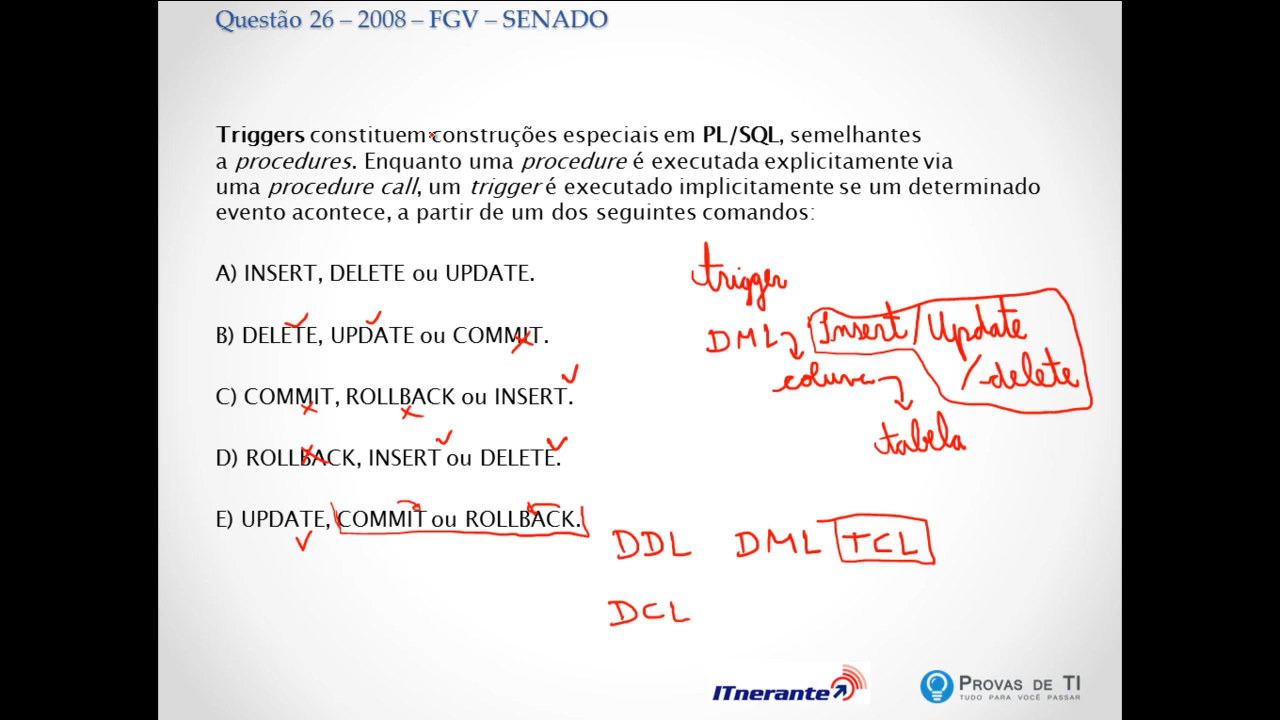 Questão 26 – 2008 – FGV – SENADO
Triggers constituem construções especiais em PL/SQL, semelhantes
a procedures. Enquanto uma procedure é executada explicitamente via
uma procedure call, um trigger é executado implicitamente se um determinado
evento acontece, a partir de um dos seguintes comandos:
A) INSERT, DELETE ou UPDATE.
B) DELETE, UPDATE ou COMMIT.
C) COMMIT, ROLLBACK ou INSERT.
D) ROLLBACK, INSERT ou DELETE.
E) UPDATE, COMMIT ou ROLLBACK.
trigger
DML Insert/Update
/delete
coluna
tabela
DDL DML TCL
DCL
ITnerante
PROVAS DE TI
TUDO PARA VOCÊ PASSAR